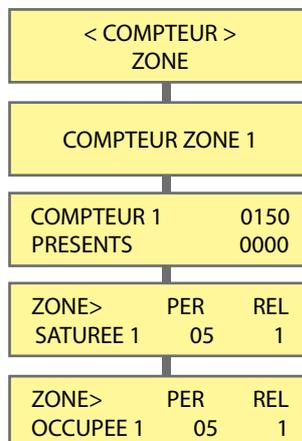 < COMPTEUR >
ZONE
COMPTEUR ZONE 1
COMPTEUR 1 0150
PRESENTS 0000
ZONE> PER REL
SATUREE 1 05 1
ZONE> PER REL
OCCUPEE 1 05 1